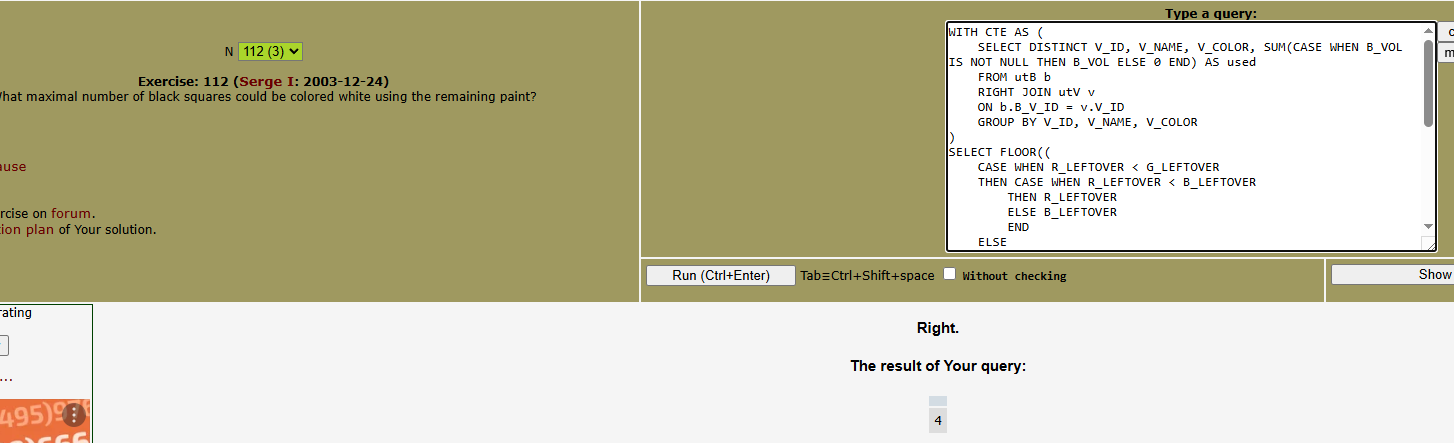 Type a query:
N 112 (3)
Exercise: 112 (Serge I: 2003-12-24)
What maximal number of black squares could be colored white using the remaining paint?
ause
rcise on forum.
ion plan of Your solution.
WITH CTE AS (
SELECT DISTINCT V_ID, V_NAME, V_COLOR, SUM(CASE WHEN B_VOL
IS NOT NULL THEN B_VOL ELSE 0 END) AS used
FROM utB b
RIGHT JOIN utV v
ON b.B_V_ID = v.V_ID
GROUP BY V_ID, V_NAME, V_COLOR
)
SELECT FLOOR((
CASE WHEN R_LEFTOVER < G_LEFTOVER
THEN CASE WHEN R_LEFTOVER < B_LEFTOVER
THEN R_LEFTOVER
ELSE B_LEFTOVER
END
ELSE
Run (Ctrl+Enter) Tab≡Ctrl+Shift+space Without checking
Show
rating
...
495)9
Right.
The result of Your query:
4